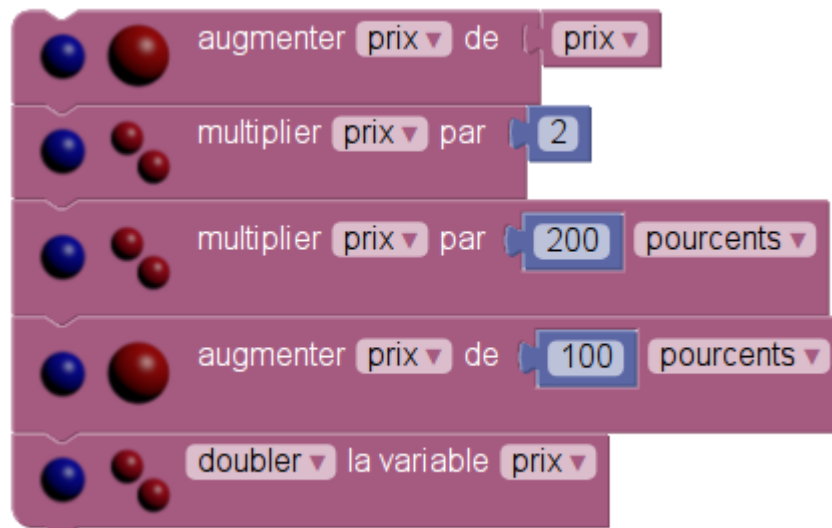 augmenter prix de prix
multiplier prix par 2
multiplier prix par 200 pourcents
augmenter prix de 100 pourcents
doubler la variable prix